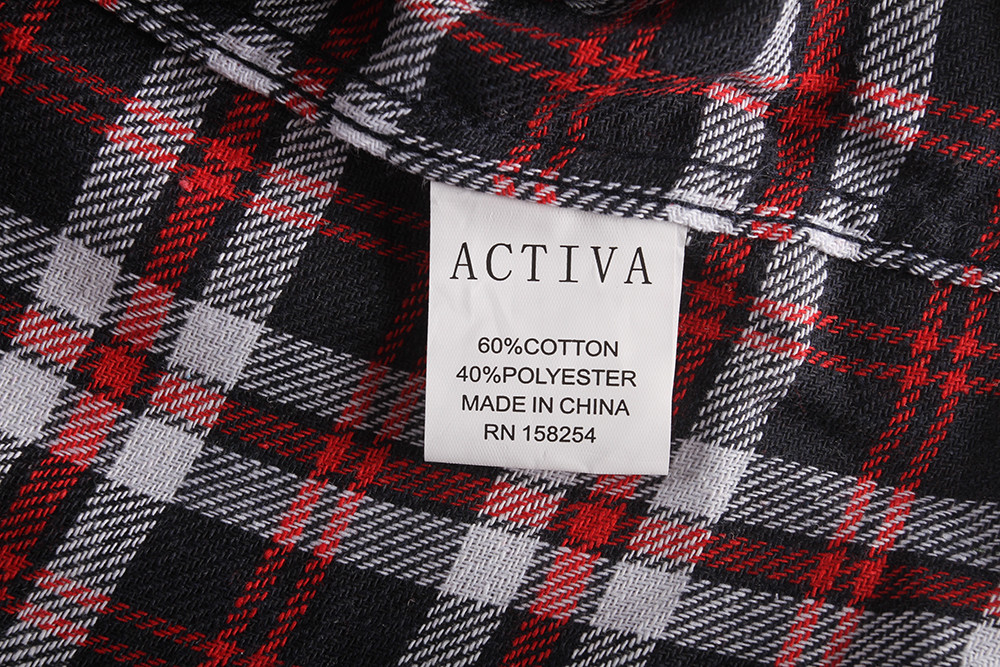 ACTIVA
60%COTTON
40%POLYESTER
MADE IN CHINA
RN 158254